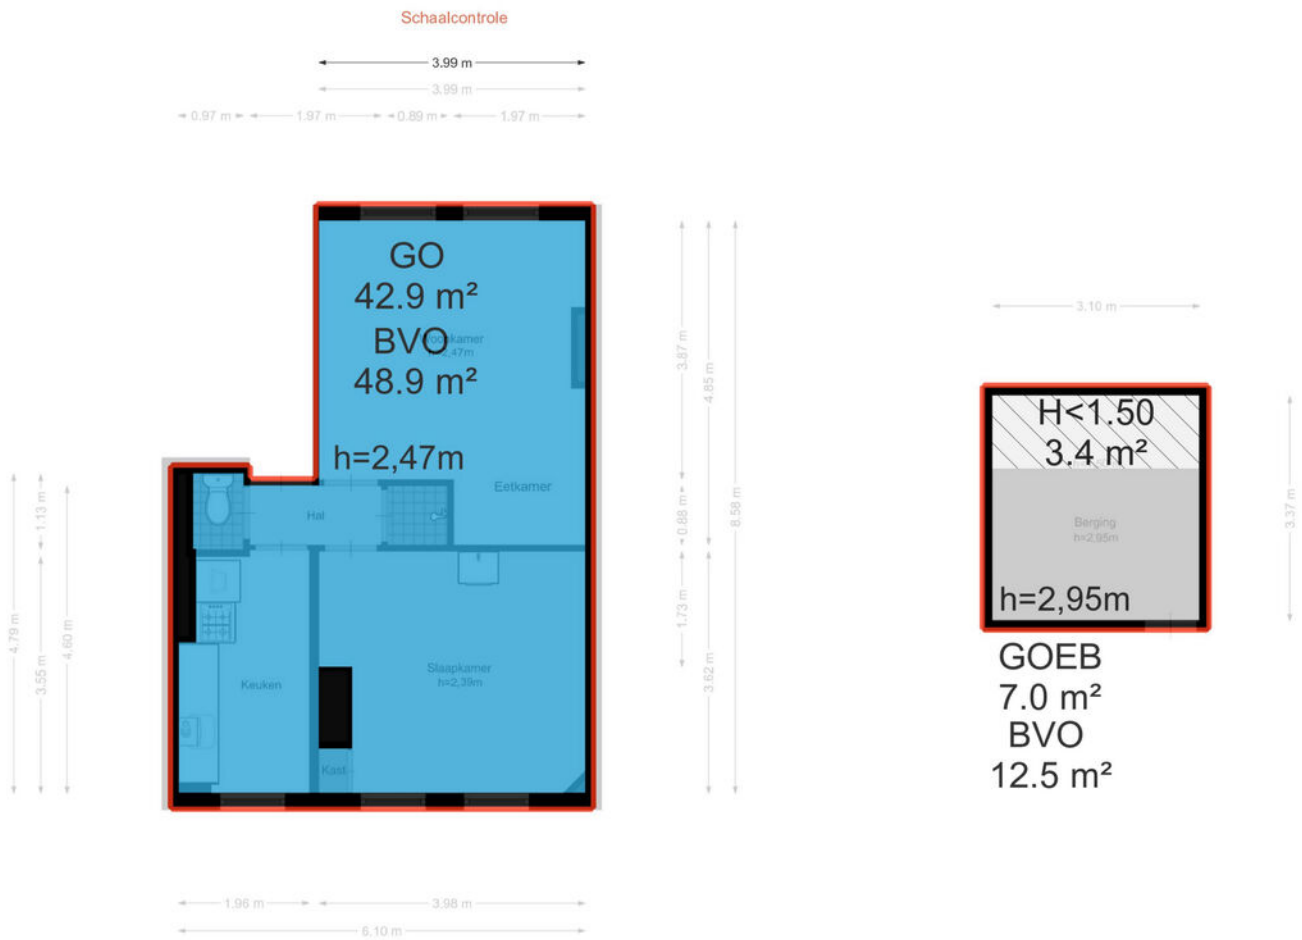 Schaalcontrole
3.99 m
3.99 m
0.97 m
1.97 m
0.89 m
1.97 m
GO
42.9 m²
BVO
48.9 m²
Woonkamer
h=2,47m
h=2,47m
Eetkamer
Hal
Keuken
Slaapkamer
h=2,39m
Kast
4.79 m
1.13 m
3.55 m
4.60 m
3.87 m
0.88 m
1.73 m
4.85 m
3.62 m
8.58 m
1.96 m
3.98 m
6.10 m
3.10 m
H<1.50
3.4 m²
Berging
h=2,95m
h=2,95m
3.37 m
GOEB
7.0 m²
BVO
12.5 m²